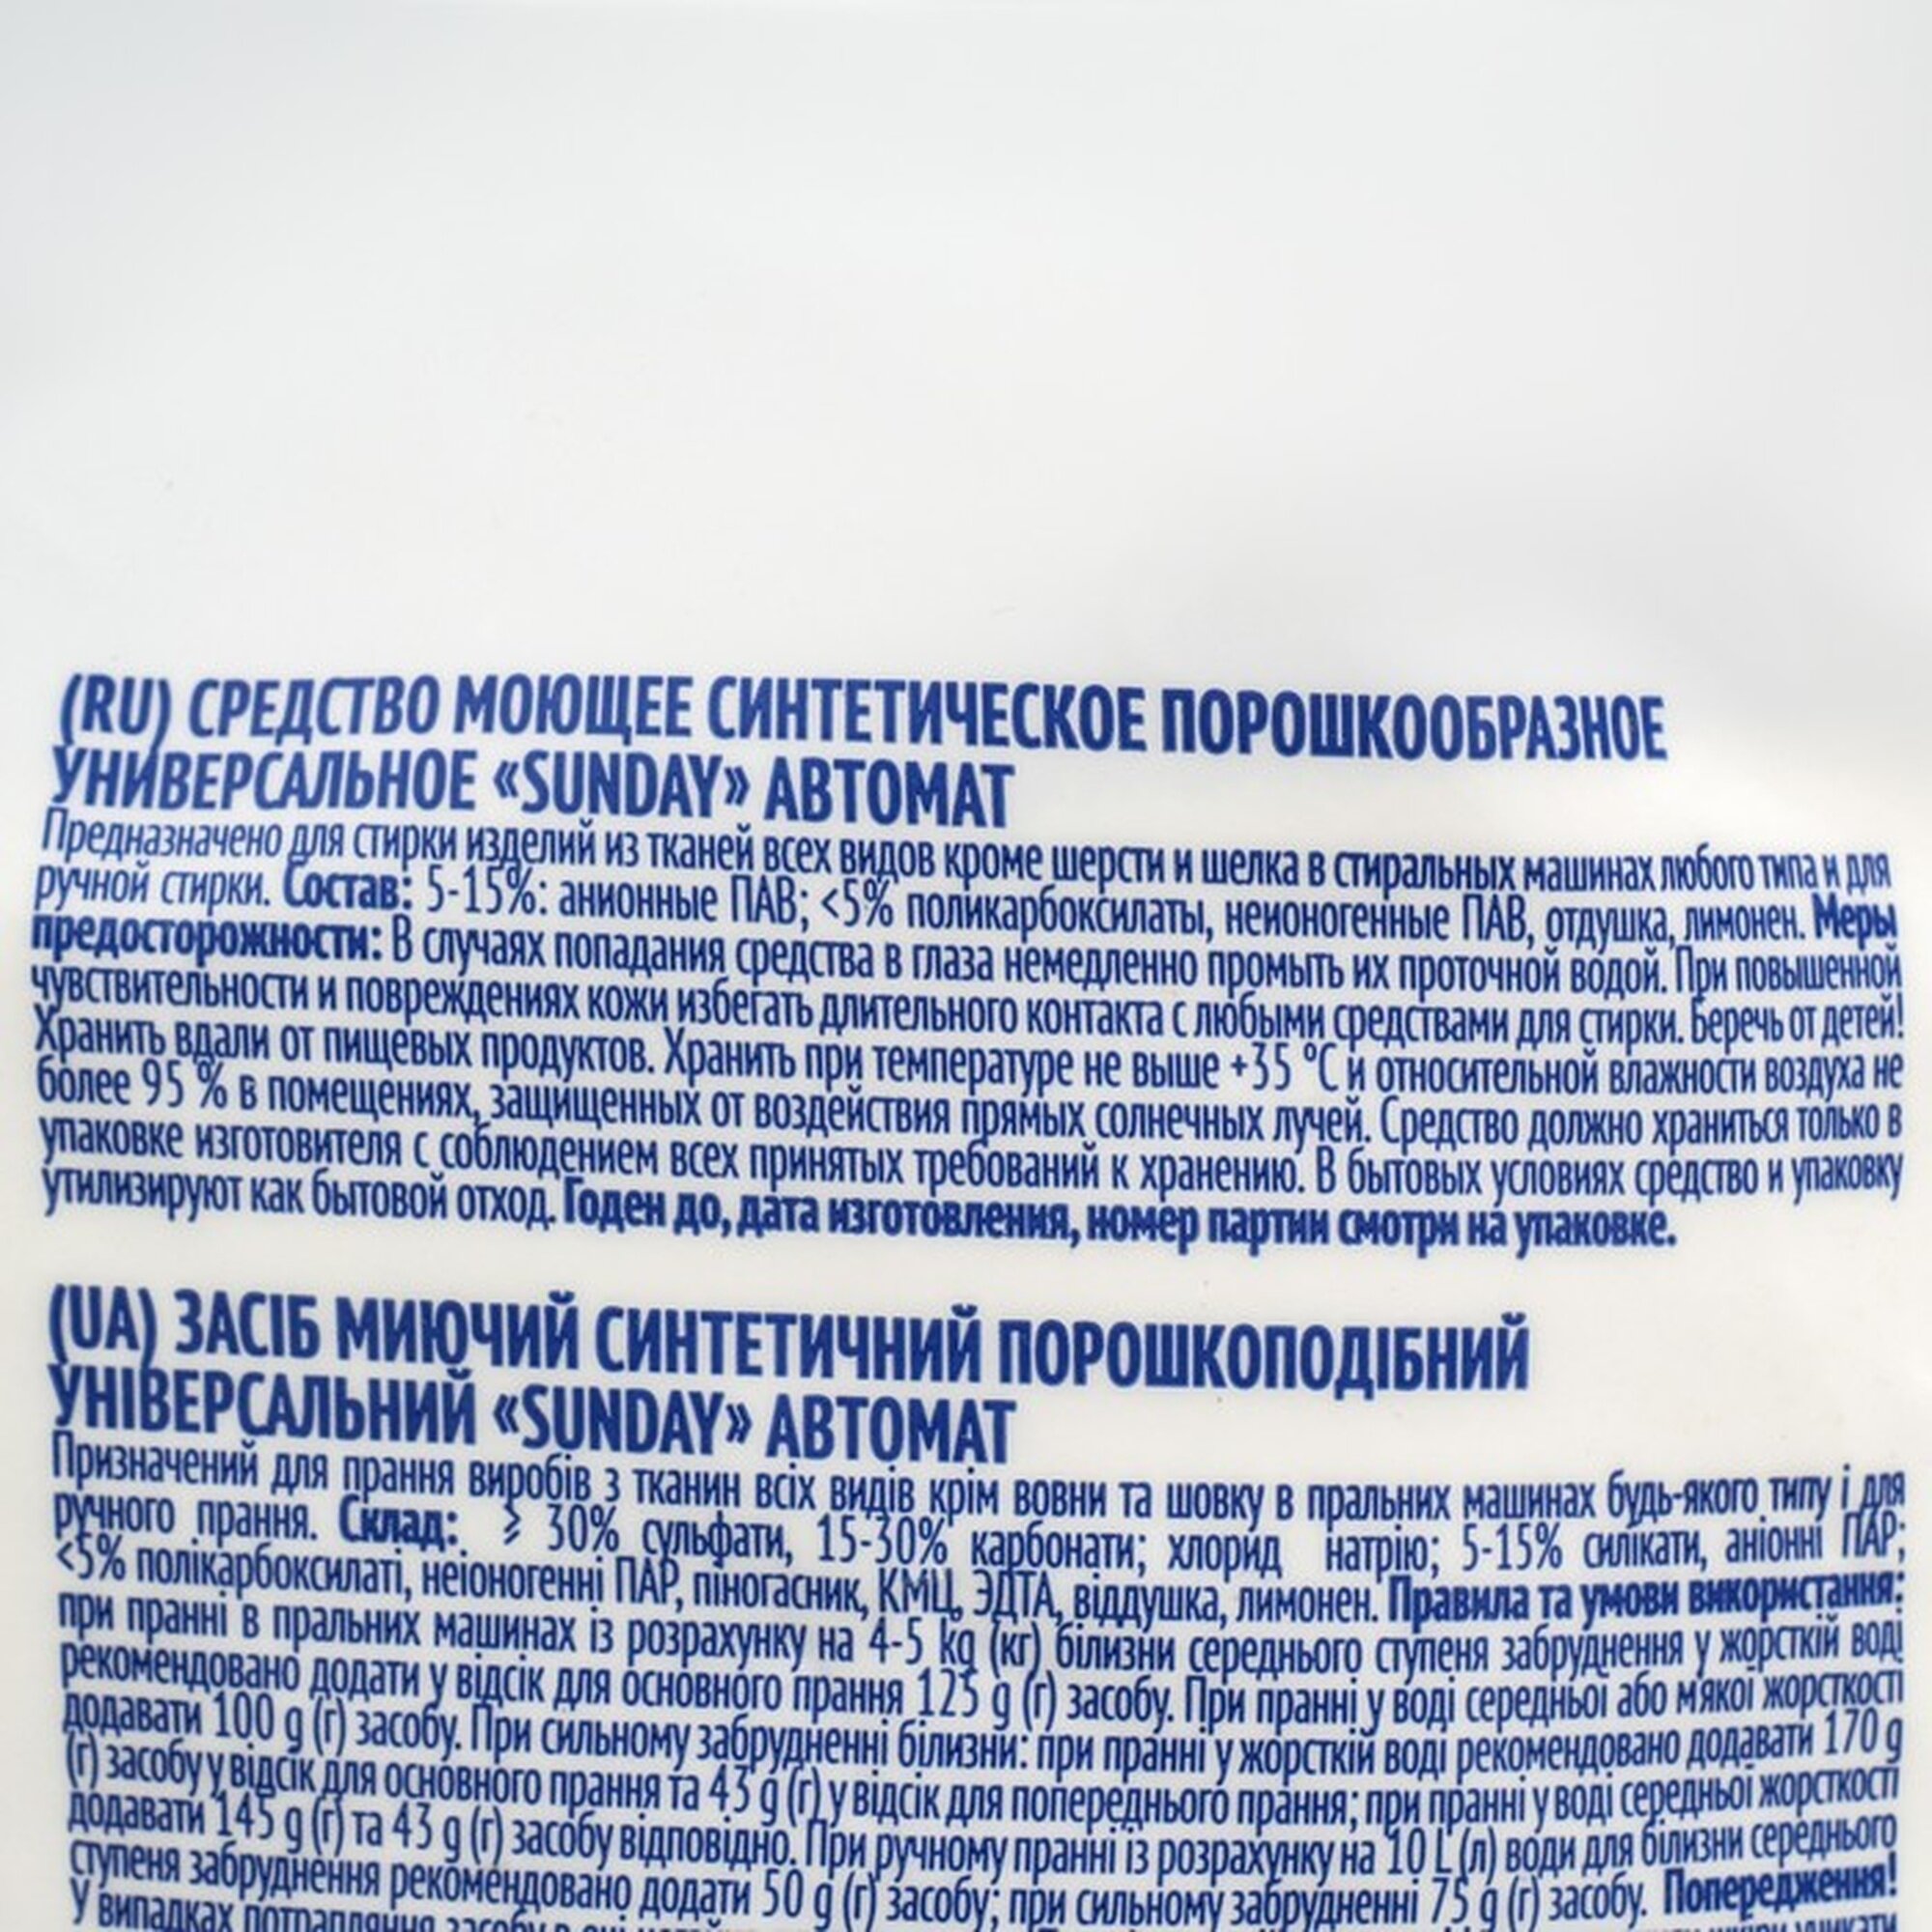 (RU) СРЕДСТВО МОЮЩЕЕ СИНТЕТИЧЕСКОЕ ПОРОШКООБРАЗНОЕ
УНИВЕРСАЛЬНОЕ «SUNDAY» АВТОМАТ
Предназначено для стирки изделий из тканей всех видов кроме шерсти и шелка в стиральных машинах любого типа и для
ручной стирки. Состав: 5-15%: анионные ПАВ; <5% поликарбоксилаты, неионогенные ПАВ, отдушка, лимонен. Меры
предосторожности: В случаях попадания средства в глаза немедленно промыть их проточной водой. При повышенной
чувствительности и повреждениях кожи избегать длительного контакта с любыми средствами для стирки. Беречь от детей!
Хранить вдали от пищевых продуктов. Хранить при температуре не выше +35 °С и относительной влажности воздуха не
более 95 % в помещениях, защищенных от воздействия прямых солнечных лучей. Средство должно храниться только в
упаковке изготовителя с соблюдением всех принятых требований к хранению. В бытовых условиях средство и упаковку
утилизируют как бытовой отход. Годен до, дата изготовления, номер партии смотри на упаковке.
(UA) ЗАСІБ МИЮЧИЙ СИНТЕТИЧНИЙ ПОРОШКОПОДІБНИЙ
УНІВЕРСАЛЬНИЙ «SUNDAY» АВТОМАТ
Призначений для прання виробів з тканин всіх видів крім вовни та шовку в пральних машинах будь-якого типу і для
ручного прання. Склад: ⩾ 30% сульфати, 15-30% карбонати; хлорид натрію; 5-15% силікати, аніонні ПАР;
<5% полікарбоксилаті, неіоногенні ПАР, піногасник, КМЦ, ЭДТА, віддушка, лимонен. Правила та умови використання:
при пранні в пральних машинах із розрахунку на 4-5 kg (кг) білизни середнього ступеня забруднення у жорсткій воді
рекомендовано додати у відсік для основного прання 125 g (г) засобу. При пранні у воді середньої або м'якої жорсткості
додавати 100 g (г) засобу. При сильному забрудненні білизни: при пранні у жорсткій воді рекомендовано додавати 170 g
(г) засобу у відсік для основного прання та 43 g (г) у відсік для попереднього прання; при пранні у воді середньої жорсткості
додавати 145 g (г) та 43 g (г) засобу відповідно. При ручному пранні із розрахунку на 10 L (л) води для білизни середнього
ступеня забруднення рекомендовано додати 50 g (г) засобу; при сильному забрудненні 75 g (г) засобу. Попередження!
У випадках потрапляння засобу в очі